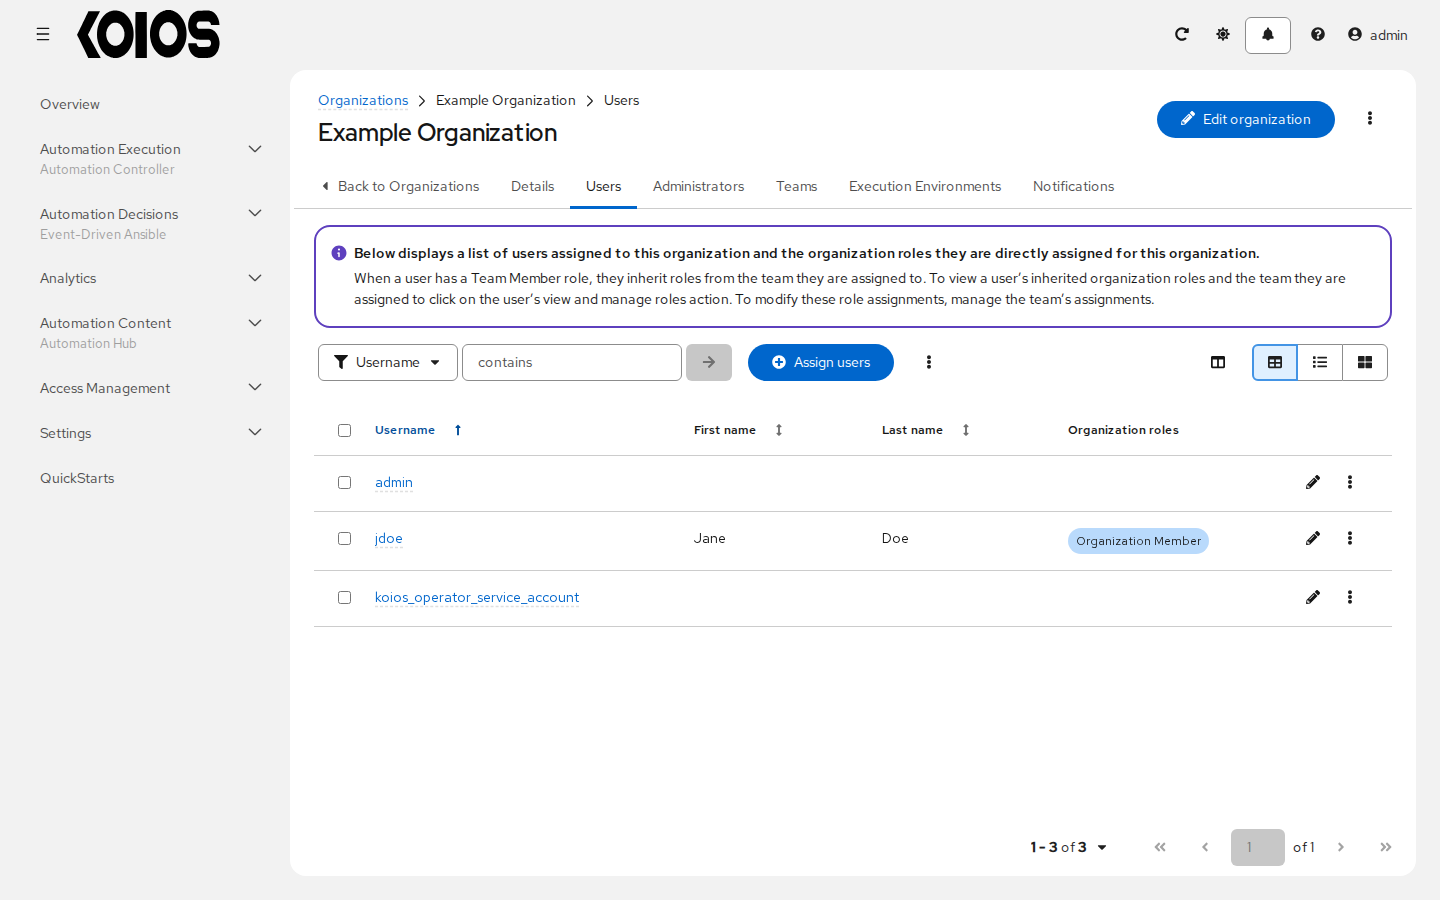 KOIOS
admin
Overview
Automation Execution
Automation Controller
Automation Decisions
Event-Driven Ansible
Analytics
Automation Content
Automation Hub
Access Management
Settings
QuickStarts
Organizations > Example Organization > Users
Example Organization
Edit organization
Back to Organizations Details Users Administrators Teams Execution Environments Notifications
Below displays a list of users assigned to this organization and the organization roles they are directly assigned for this organization.
When a user has a Team Member role, they inherit roles from the team they are assigned to. To view a user’s inherited organization roles and the team they are
assigned to click on the user’s view and manage roles action. To modify these role assignments, manage the team’s assignments.
Username contains Assign users
Username First name Last name Organization roles
admin
jdoe Jane Doe Organization Member
koios_operator_service_account
1 - 3 of 3 1 of 1